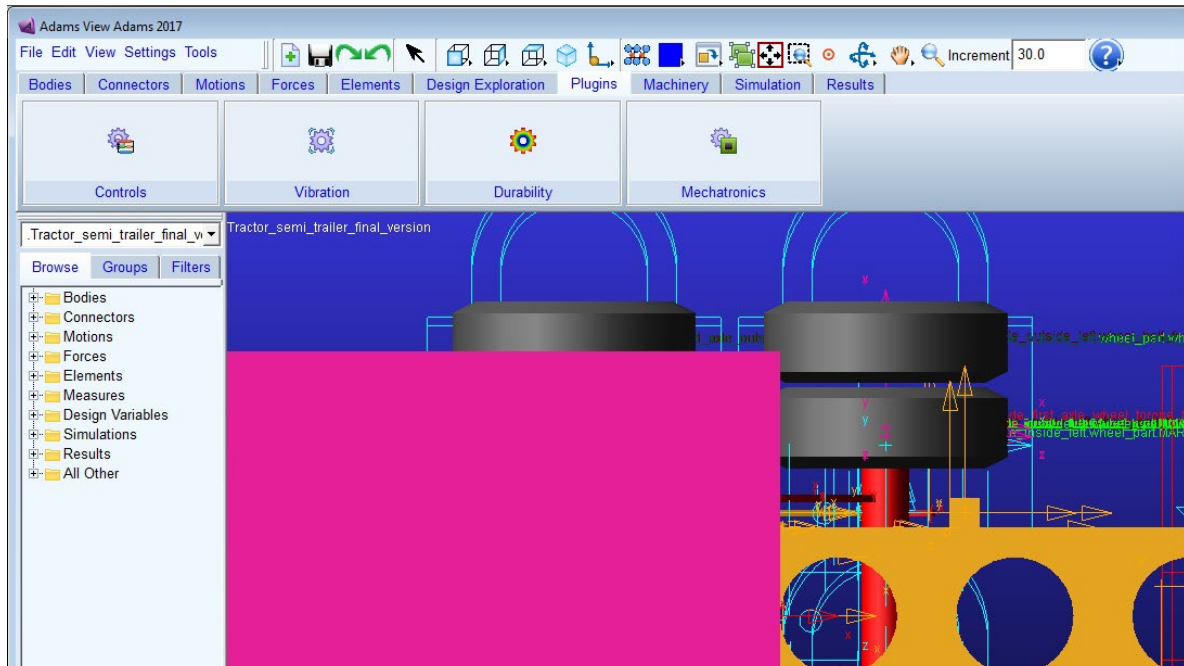 Adams View Adams 2017
File Edit View Settings Tools
Increment 30.0
?
Bodies Connectors Motions Forces Elements Design Exploration Plugins Machinery Simulation Results
Controls Vibration Durability Mechatronics
.Tractor_semi_trailer_final_v
Tractor_semi_trailer_final_version
Browse Groups Filters
Bodies
Connectors
Motions
Forces
Elements
Measures
Design Variables
Simulations
Results
All Other